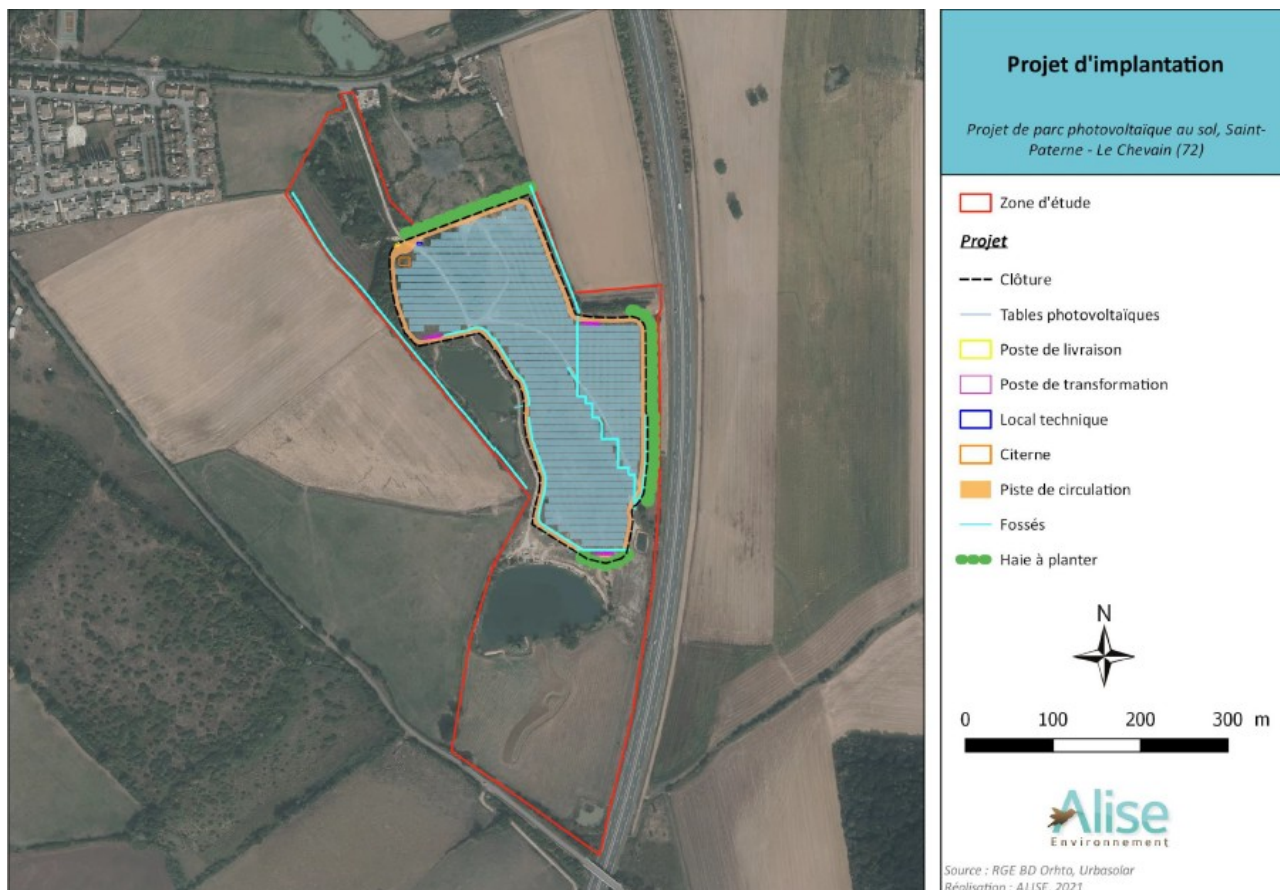 Projet d'implantation
Projet de parc photovoltaïque au sol, Saint-
Paterne - Le Chevain (72)
Zone d'étude
Projet
Clôture
Tables photovoltaïques
Poste de livraison
Poste de transformation
Local technique
Citerne
Piste de circulation
Fossés
Haie à planter
N
0 100 200 300 m
Alise
Environnement
Source : RGE BD Orhto, Urbasolar
Réalisation : ALISE, 2021